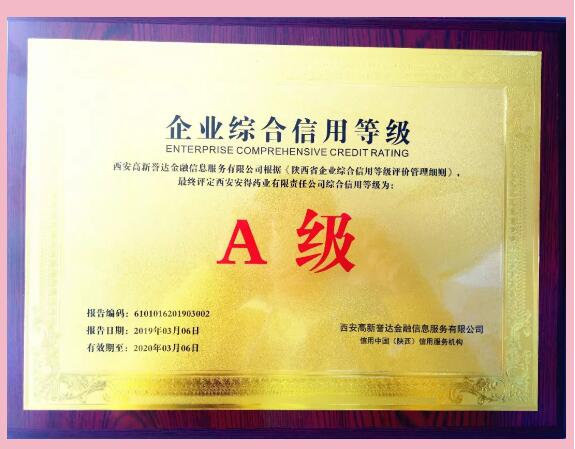 企业综合信用等级
ENTERPRISE COMPREHENSIVE CREDIT RATING
西安高新誉达金融信息服务有限公司根据《陕西省企业综合信用等级评价管理细则》，
最终评定西安安得药业有限责任公司综合信用等级为：
A 级
报告编码：6101016201903002
报告日期：2019年03月06日
有效期至：2020年03月06日
西安高新誉达金融信息服务有限公司
信用中国（陕西）信用服务机构